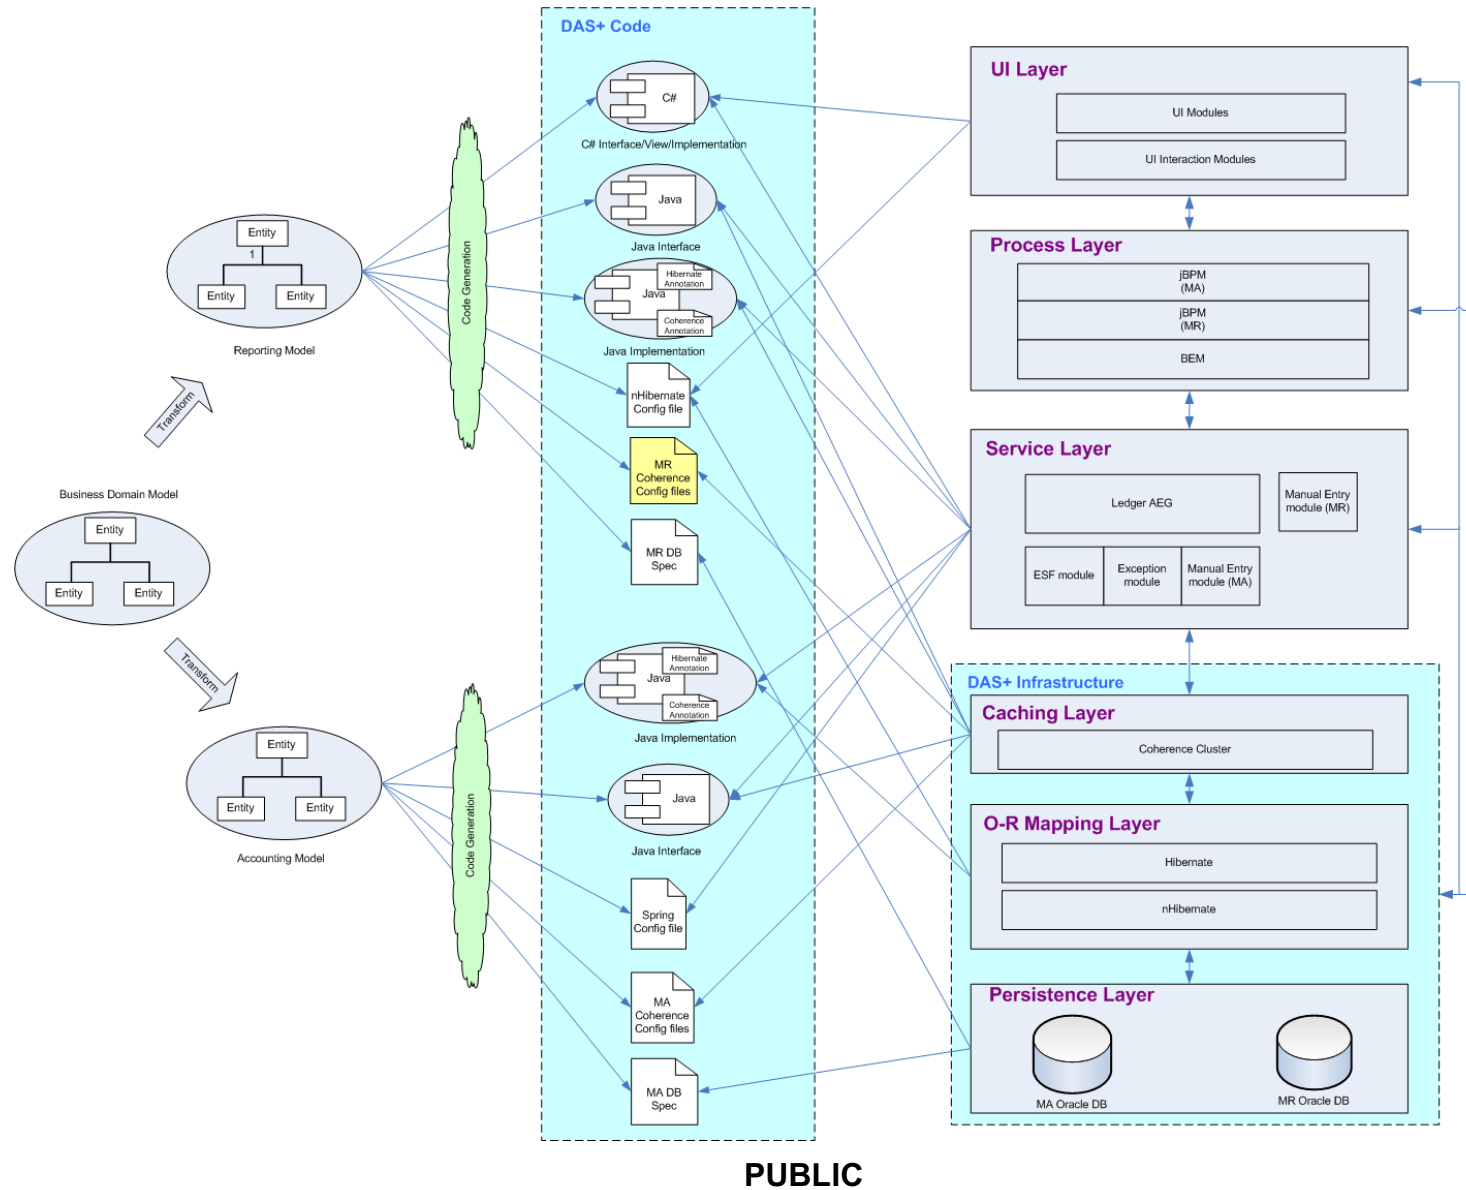 DAS+ Code
C#
C# Interface/View/Implementation
Java
Java Interface
Hibernate
Annotation
Java
Coherence
Annotation
Java Implementation
nHibernate
Config file
MR
Coherence
Config files
MR DB
Spec
Hibernate
Annotation
Java
Coherence
Annotation
Java Implementation
Java
Java Interface
Spring
Config file
MA
Coherence
Config files
MA DB
Spec
Entity
1
Entity
Entity
Reporting Model
Transform
Business Domain Model
Entity
Entity
Entity
Transform
Entity
Entity
Entity
Accounting Model
Code Generation
Code Generation
UI Layer
UI Modules
UI Interaction Modules
Process Layer
jBPM
(MA)
jBPM
(MR)
BEM
Service Layer
Ledger AEG
Manual Entry
module (MR)
ESF module
Exception
module
Manual Entry
module (MA)
DAS+ Infrastructure
Caching Layer
Coherence Cluster
O-R Mapping Layer
Hibernate
nHibernate
Persistence Layer
MA Oracle DB
MR Oracle DB
PUBLIC